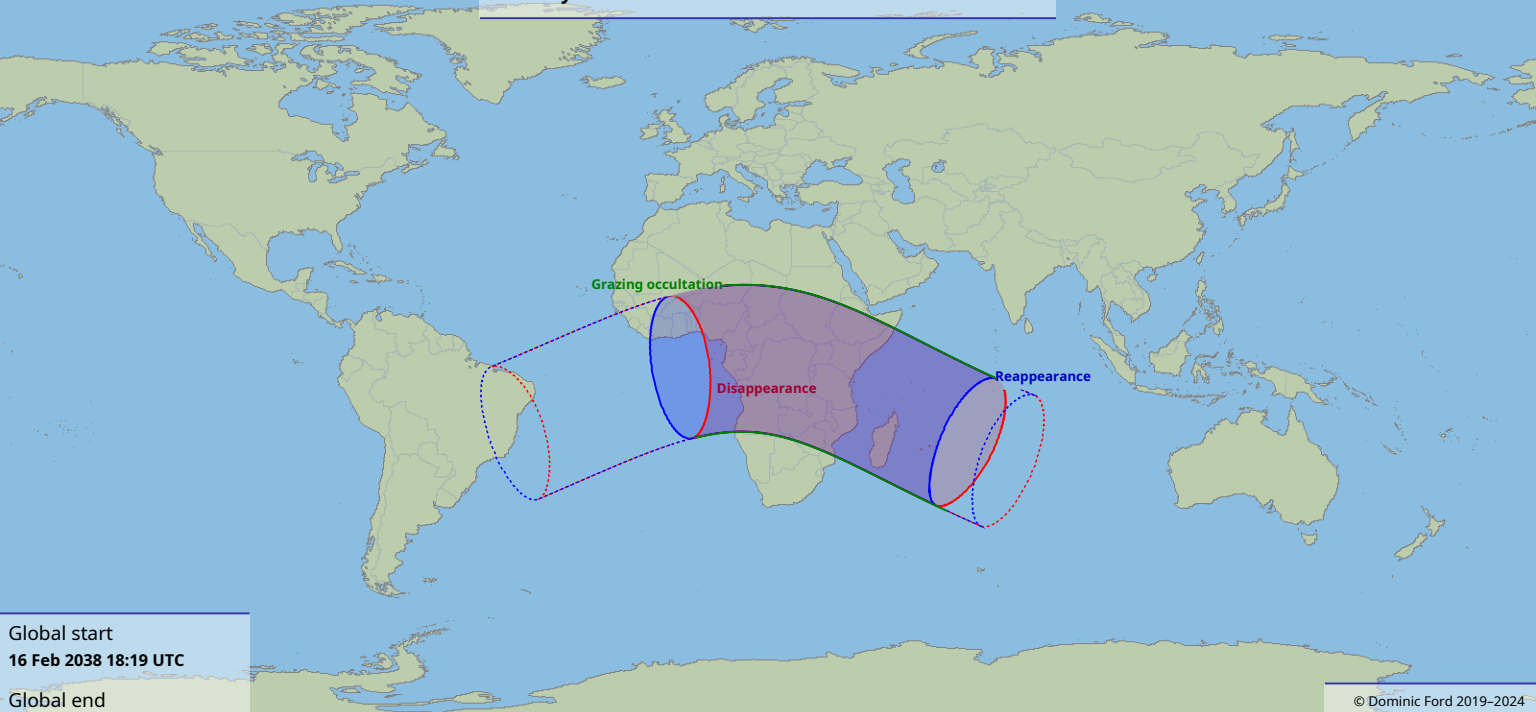 Grazing occultation
Reappearance
Disappearance
Global start
16 Feb 2038 18:19 UTC
Global end
© Dominic Ford 2019–2024